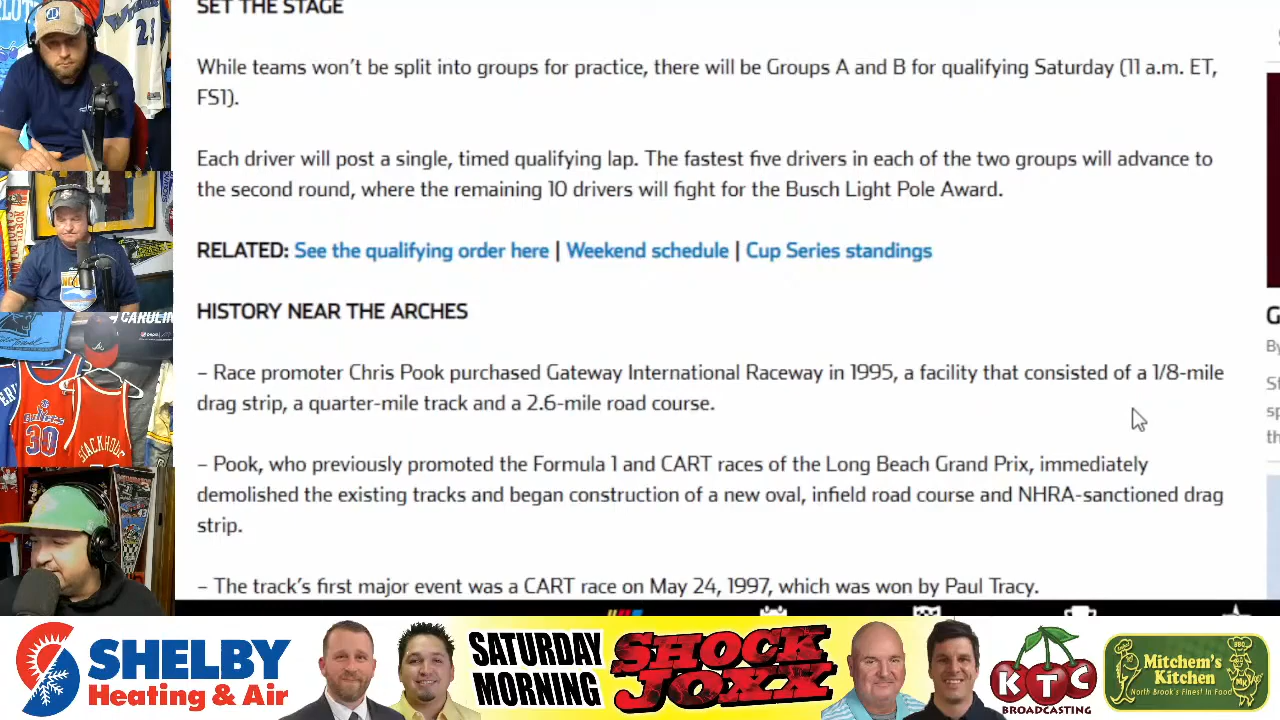 SET THE STAGE
While teams won't be split into groups for practice, there will be Groups A and B for qualifying Saturday (11 a.m. ET,
FS1).
Each driver will post a single, timed qualifying lap. The fastest five drivers in each of the two groups will advance to
the second round, where the remaining 10 drivers will fight for the Busch Light Pole Award.
RELATED: See the qualifying order here | Weekend schedule | Cup Series standings
HISTORY NEAR THE ARCHES
– Race promoter Chris Pook purchased Gateway International Raceway in 1995, a facility that consisted of a 1/8-mile
drag strip, a quarter-mile track and a 2.6-mile road course.
– Pook, who previously promoted the Formula 1 and CART races of the Long Beach Grand Prix, immediately
demolished the existing tracks and began construction of a new oval, infield road course and NHRA-sanctioned drag
strip.
– The track's first major event was a CART race on May 24, 1997, which was won by Paul Tracy.
G
By
30
STACKHOUSE
SHELBY
Heating & Air
SATURDAY
MORNING
SHOCK
JOXX
KTC
BROADCASTING
Mitchem's
Kitchen
North Brook's Finest in Food